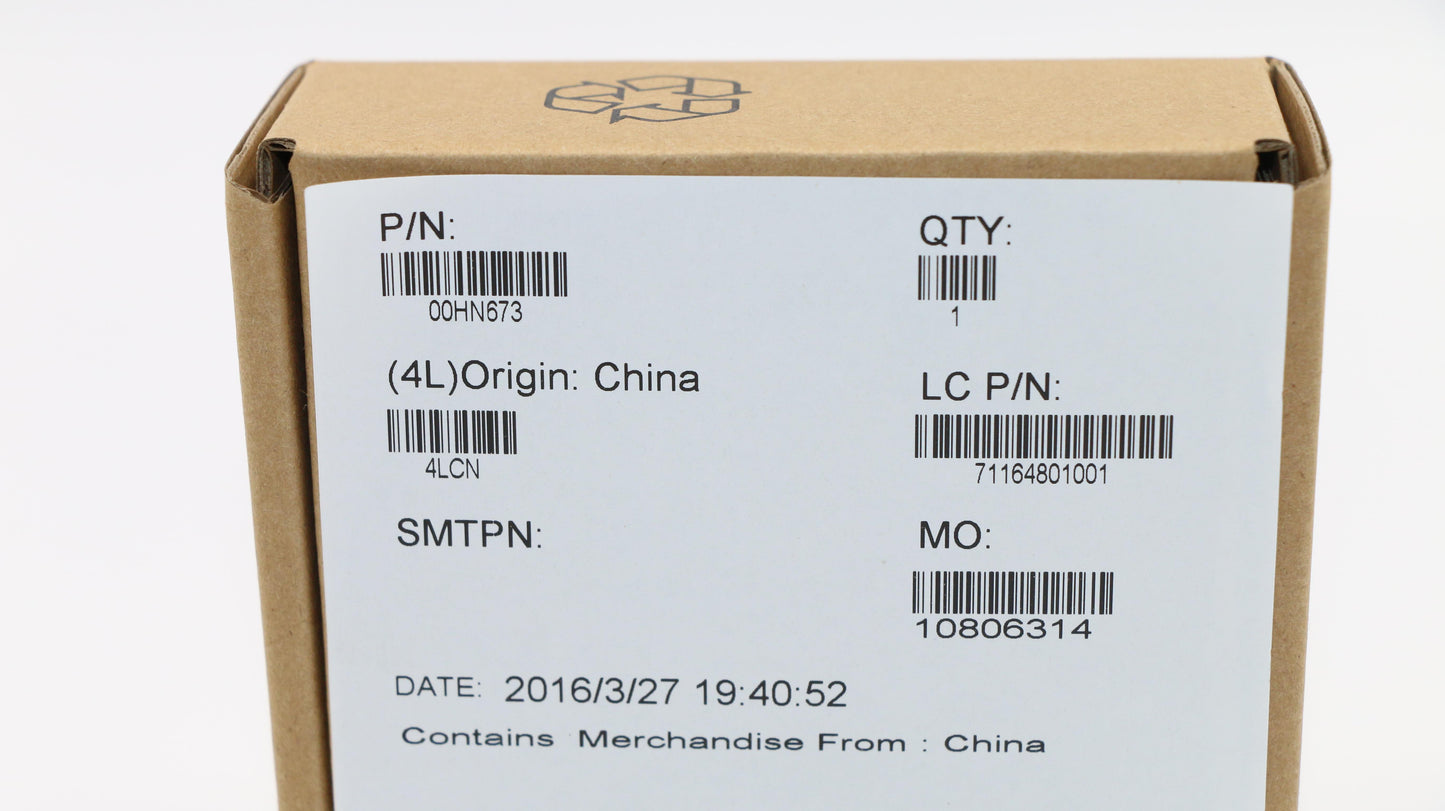 P/N:
QTY:
00HN673
1
(4L)Origin: China
LC P/N:
4LCN
71164801001
SMTPN:
MO:
10806314
DATE: 2016/3/27 19:40:52
Contains Merchandise From : China